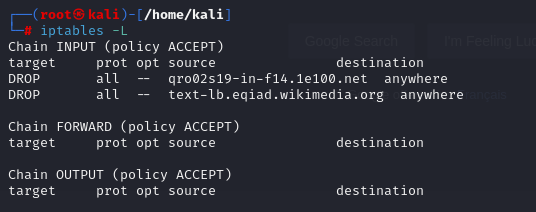 ┌──(root㉿kali)-[/home/kali]
└─# iptables -L
Chain INPUT (policy ACCEPT)
target     prot opt source               destination
DROP       all  --  qro02s19-in-f14.1e100.net  anywhere
DROP       all  --  text-lb.eqiad.wikimedia.org  anywhere

Chain FORWARD (policy ACCEPT)
target     prot opt source               destination

Chain OUTPUT (policy ACCEPT)
target     prot opt source               destination
Google Search